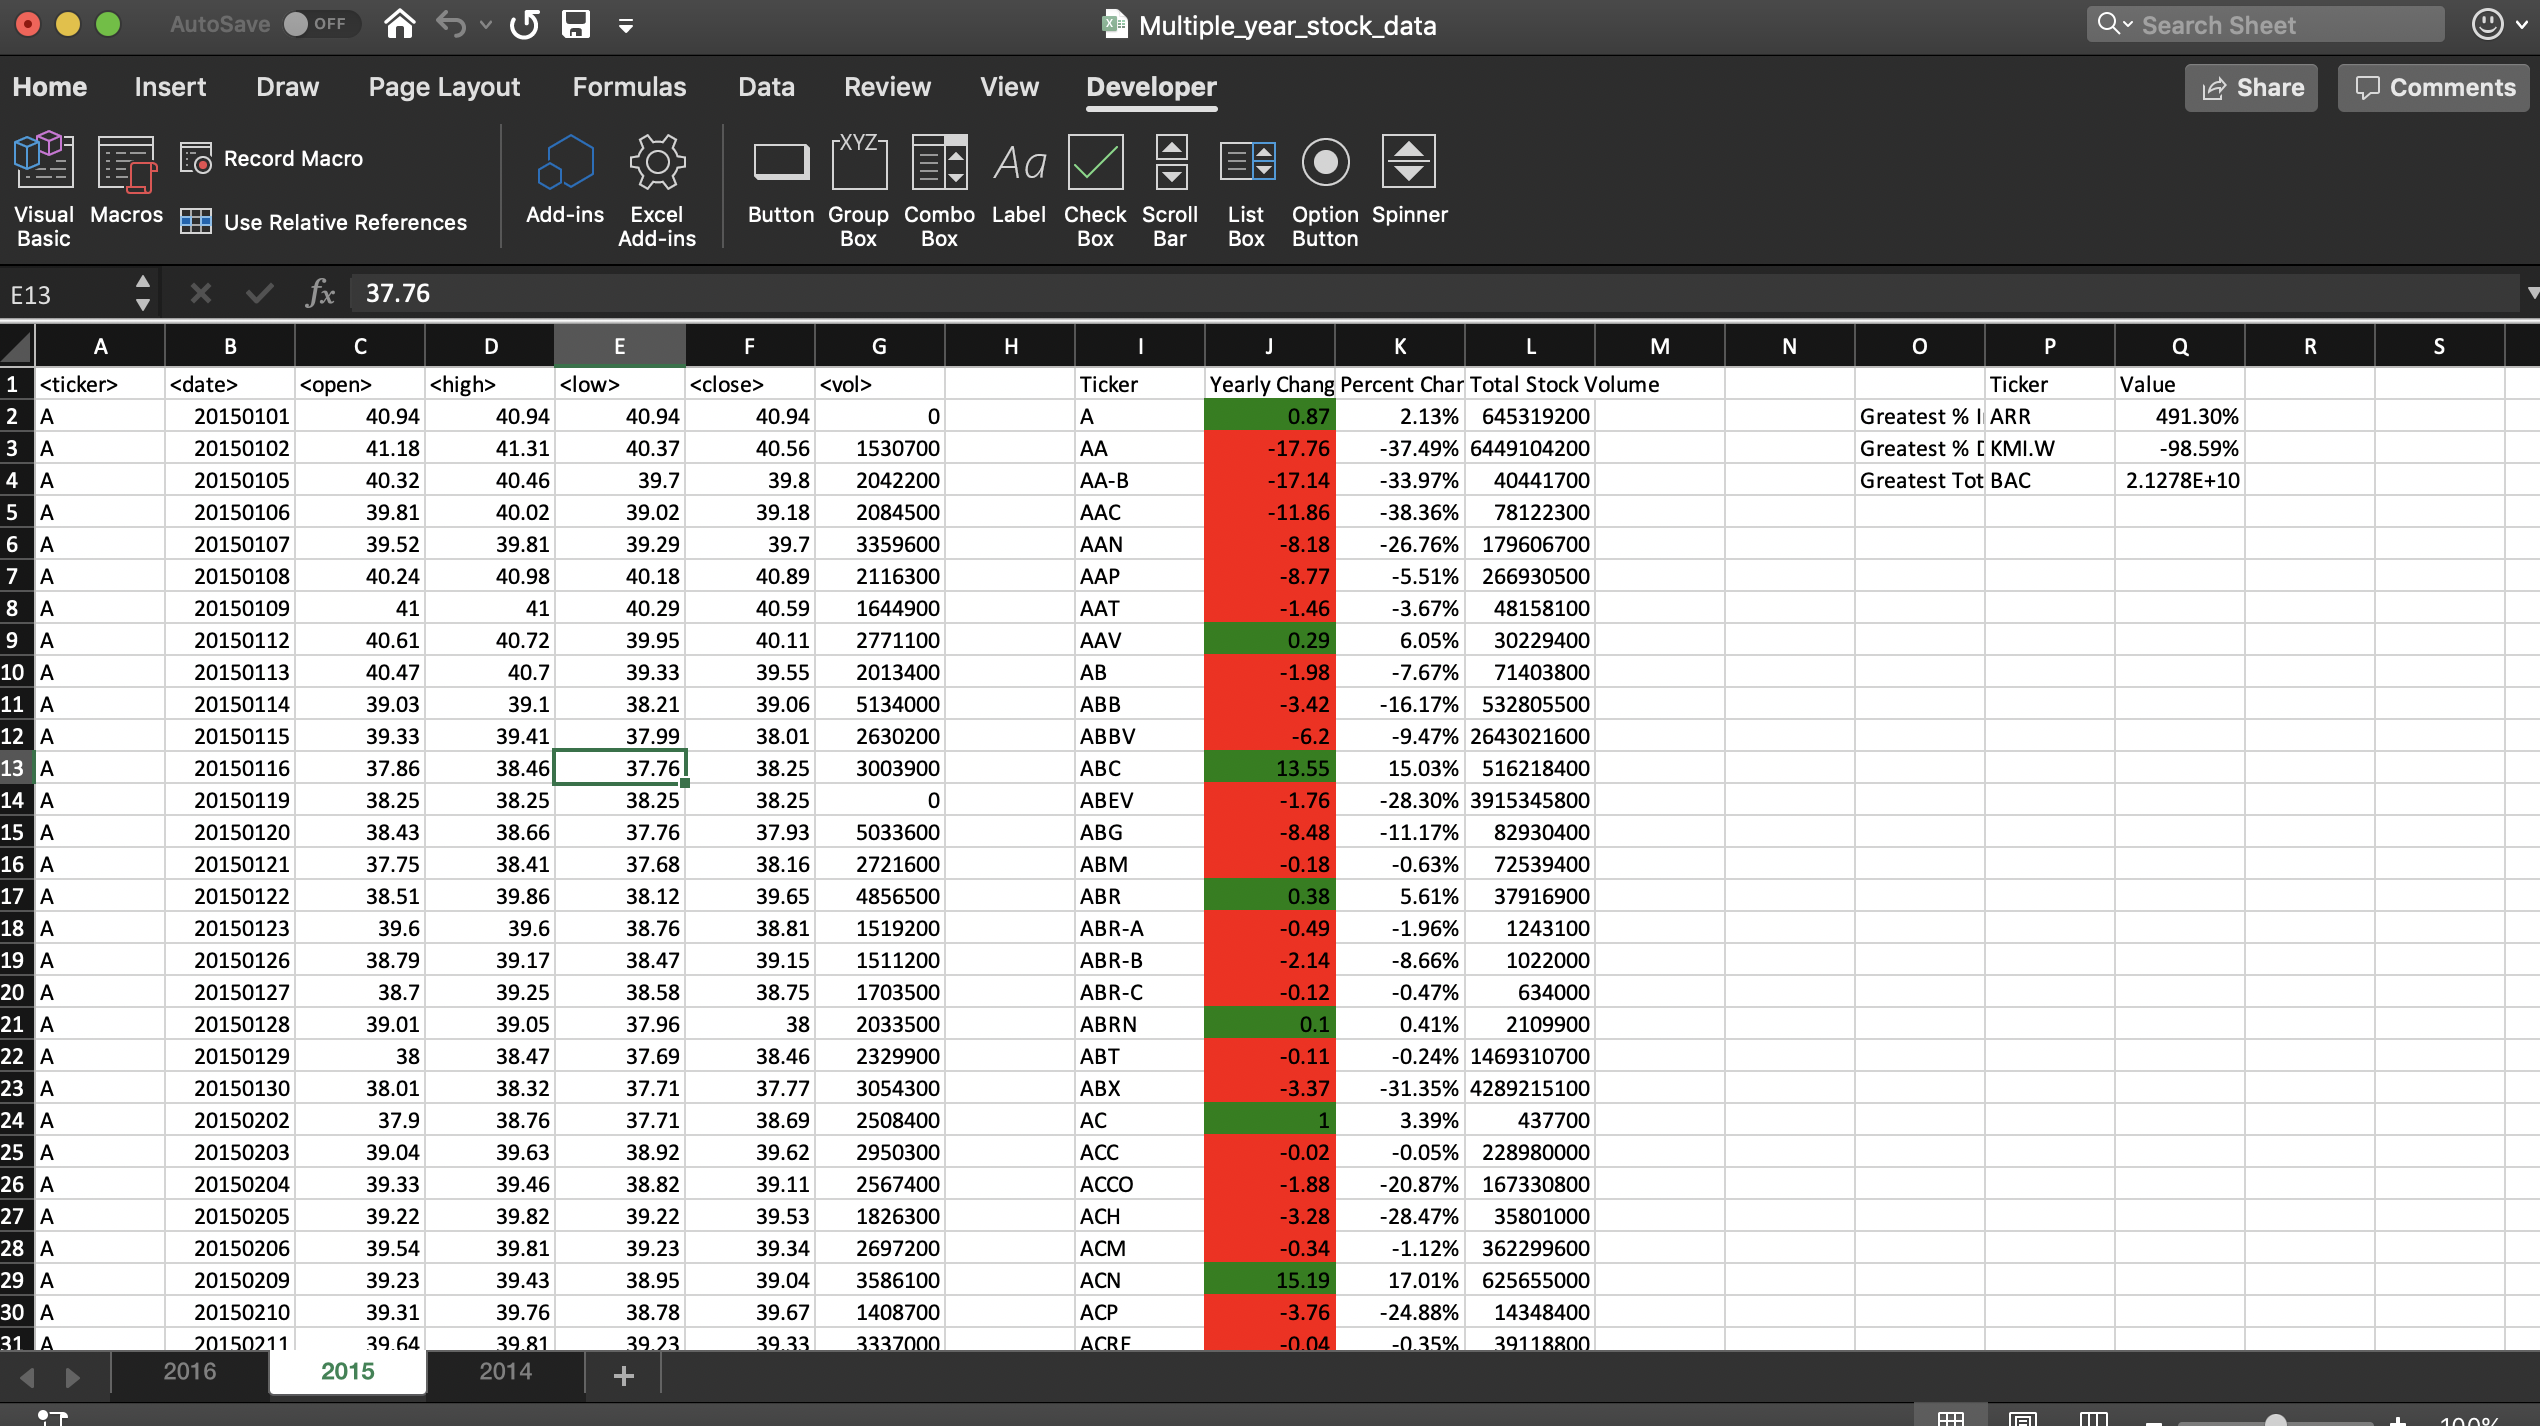 AutoSave OFF Multiple_year_stock_data Search Sheet
Home Insert Draw Page Layout Formulas Data Review View Developer Share Comments
Visual Basic Macros Record Macro Use Relative References Add-ins Excel Add-ins Button Group Box Combo Box Label Check Box Scroll Bar List Box Option Button Spinner
XYZ Aa
E13 fx 37.76
A B C D E F G H I J K L M N O P Q R S
1 <ticker> <date> <open> <high> <low> <close> <vol> Ticker Yearly Chang Percent Char Total Stock Volume Ticker Value
2 A 20150101 40.94 40.94 40.94 40.94 0 A 0.87 2.13% 645319200 Greatest % I ARR 491.30%
3 A 20150102 41.18 41.31 40.37 40.56 1530700 AA -17.76 -37.49% 6449104200 Greatest % D KMI.W -98.59%
4 A 20150105 40.32 40.46 39.7 39.8 2042200 AA-B -17.14 -33.97% 40441700 Greatest Tot BAC 2.1278E+10
5 A 20150106 39.81 40.02 39.02 39.18 2084500 AAC -11.86 -38.36% 78122300
6 A 20150107 39.52 39.81 39.29 39.7 3359600 AAN -8.18 -26.76% 179606700
7 A 20150108 40.24 40.98 40.18 40.89 2116300 AAP -8.77 -5.51% 266930500
8 A 20150109 41 41 40.29 40.59 1644900 AAT -1.46 -3.67% 48158100
9 A 20150112 40.61 40.72 39.95 40.11 2771100 AAV 0.29 6.05% 30229400
10 A 20150113 40.47 40.7 39.33 39.55 2013400 AB -1.98 -7.67% 71403800
11 A 20150114 39.03 39.1 38.21 39.06 5134000 ABB -3.42 -16.17% 532805500
12 A 20150115 39.33 39.41 37.99 38.01 2630200 ABBV -6.2 -9.47% 2643021600
13 A 20150116 37.86 38.46 37.76 38.25 3003900 ABC 13.55 15.03% 516218400
14 A 20150119 38.25 38.25 38.25 38.25 0 ABEV -1.76 -28.30% 3915345800
15 A 20150120 38.43 38.66 37.76 37.93 5033600 ABG -8.48 -11.17% 82930400
16 A 20150121 37.75 38.41 37.68 38.16 2721600 ABM -0.18 -0.63% 72539400
17 A 20150122 38.51 39.86 38.12 39.65 4856500 ABR 0.38 5.61% 37916900
18 A 20150123 39.6 39.6 38.76 38.81 1519200 ABR-A -0.49 -1.96% 1243100
19 A 20150126 38.79 39.17 38.47 39.15 1511200 ABR-B -2.14 -8.66% 1022000
20 A 20150127 38.7 39.25 38.58 38.75 1703500 ABR-C -0.12 -0.47% 634000
21 A 20150128 39.01 39.05 37.96 38 2033500 ABRN 0.1 0.41% 2109900
22 A 20150129 38 38.47 37.69 38.46 2329900 ABT -0.11 -0.24% 1469310700
23 A 20150130 38.01 38.32 37.71 37.77 3054300 ABX -3.37 -31.35% 4289215100
24 A 20150202 37.9 38.76 37.71 38.69 2508400 AC 1 3.39% 437700
25 A 20150203 39.04 39.63 38.92 39.62 2950300 ACC -0.02 -0.05% 228980000
26 A 20150204 39.33 39.46 38.82 39.11 2567400 ACCO -1.88 -20.87% 167330800
27 A 20150205 39.22 39.82 39.22 39.53 1826300 ACH -3.28 -28.47% 35801000
28 A 20150206 39.54 39.81 39.23 39.34 2697200 ACM -0.34 -1.12% 362299600
29 A 20150209 39.23 39.43 38.95 39.04 3586100 ACN 15.19 17.01% 625655000
30 A 20150210 39.31 39.76 38.78 39.67 1408700 ACP -3.76 -24.88% 14348400
31 A 20150211 39.64 39.81 39.23 39.33 3337000 ACRE -0.04 -0.35% 39118800
2016 2015 2014
100%